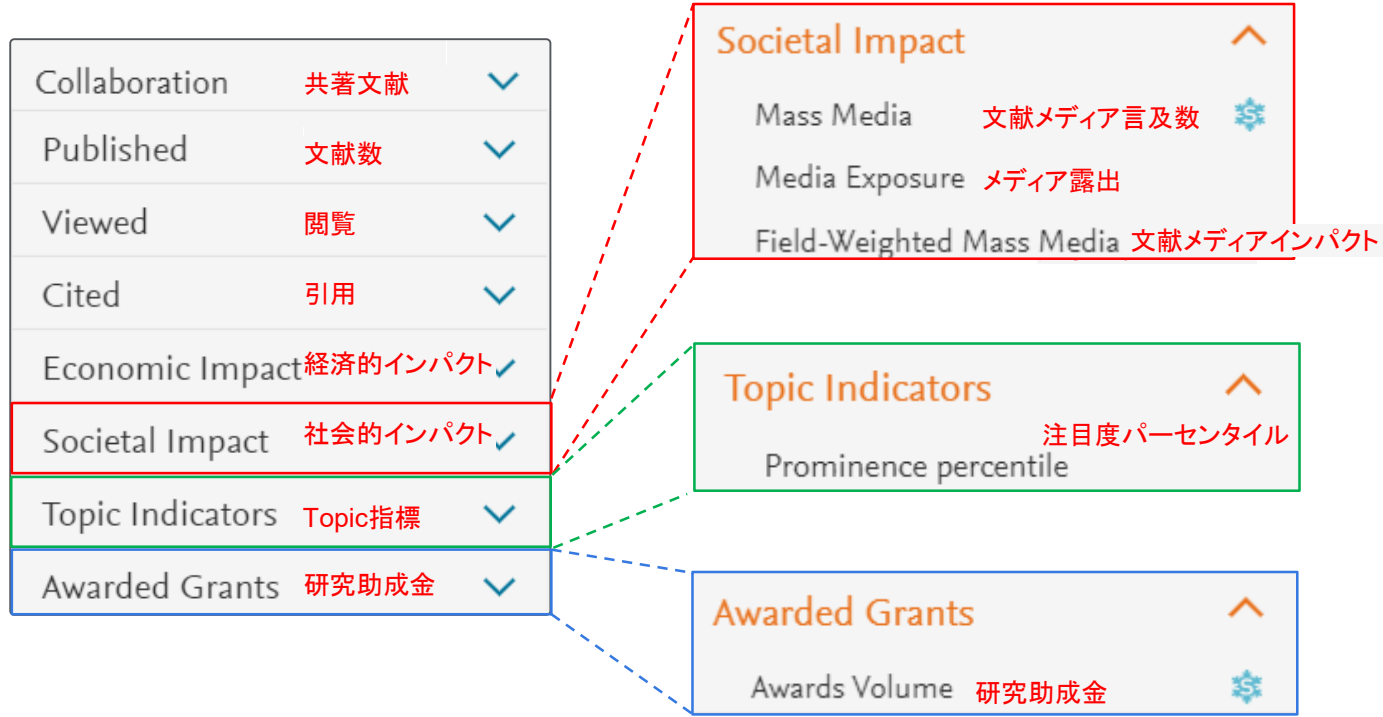 Collaboration 共著文献
Published 文献数
Viewed 閲覧
Cited 引用
Economic Impact 経済的インパクト
Societal Impact 社会的インパクト
Topic Indicators Topic指標
Awarded Grants 研究助成金
Societal Impact
Mass Media 文献メディア言及数
Media Exposure メディア露出
Field-Weighted Mass Media 文献メディアインパクト
Topic Indicators
注目度パーセンタイル
Prominence percentile
Awarded Grants
Awards Volume 研究助成金